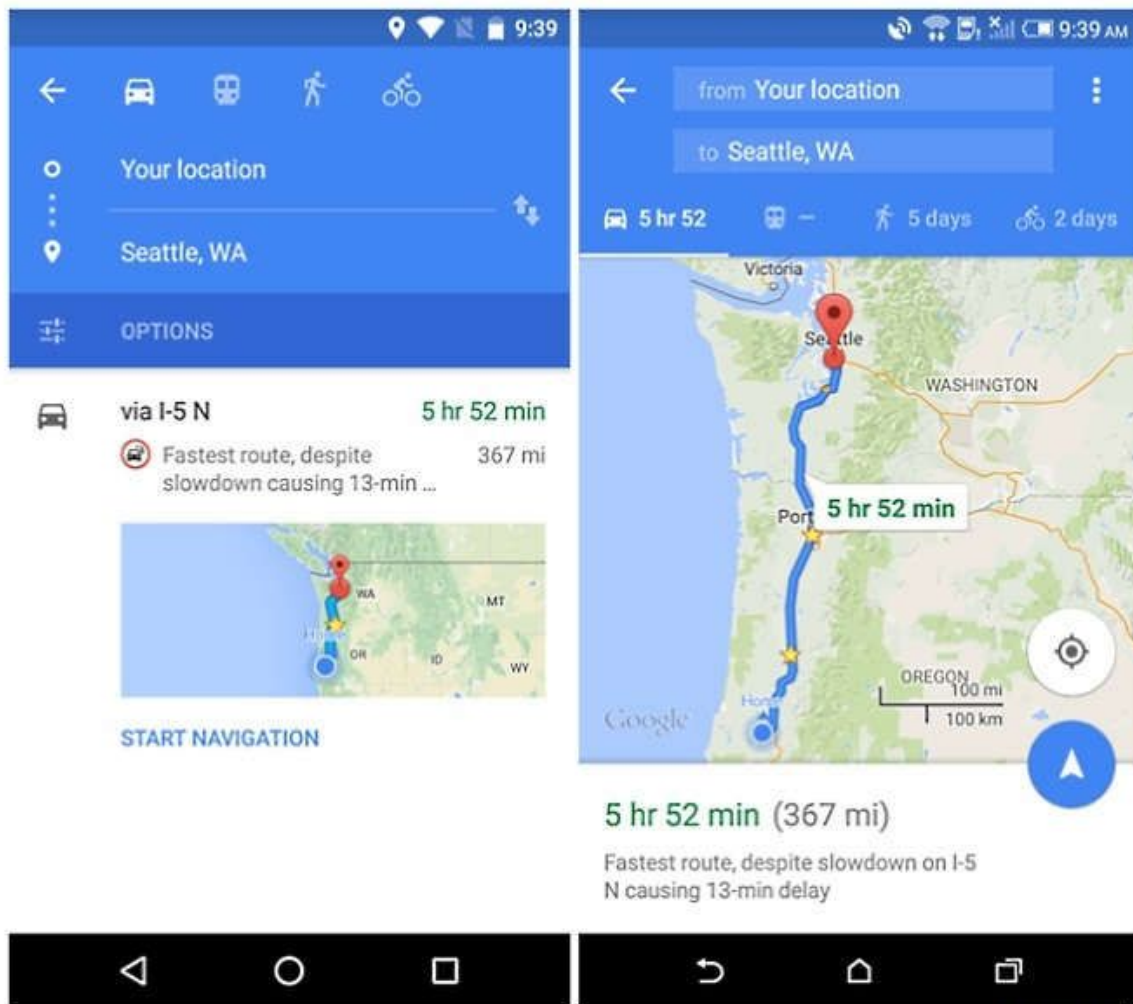 9:39
Your location
Seattle, WA
OPTIONS
via I-5 N 5 hr 52 min
Fastest route, despite 367 mi
slowdown causing 13-min ...
WA
MT
Home
OR
ID
WY
START NAVIGATION
9:39 AM
from Your location
to Seattle, WA
5 hr 52 – 5 days 2 days
Victoria
Seattle
WASHINGTON
5 hr 52 min
Port
OREGON
100 mi
Home
100 km
Google
5 hr 52 min (367 mi)
Fastest route, despite slowdown on I-5
N causing 13-min delay